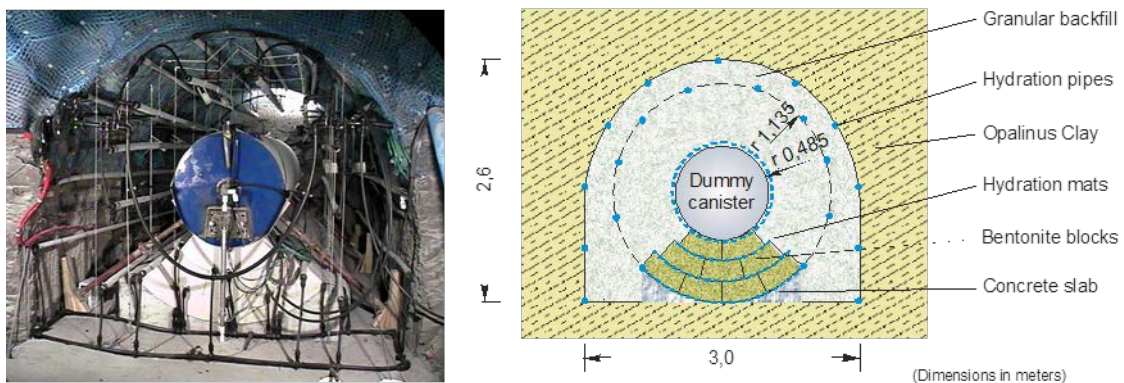 Granular backfill
Hydration pipes
Opalinus Clay
Hydration mats
Bentonite blocks
Concrete slab
r 1,135
r 0,485
Dummy
canister
2,6
3,0
(Dimensions in meters)